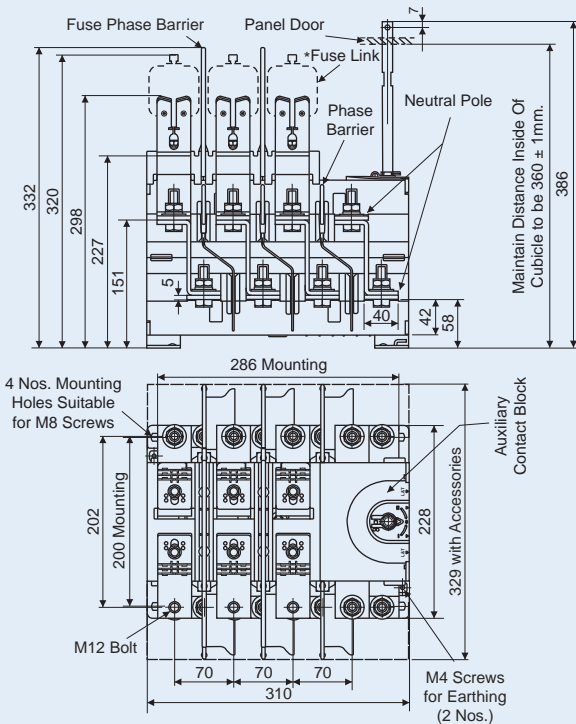 Fuse Phase Barrier
Panel Door
7
*Fuse Link
Phase
Barrier
Neutral Pole
332
320
298
227
151
5
40
42
58
386
Maintain Distance Inside Of
Cubicle to be 360 ± 1mm.
286 Mounting
4 Nos. Mounting
Holes Suitable
for M8 Screws
Auxiliary
Contact Block
202
200 Mounting
228
329 with Accessories
M12 Bolt
70
70
70
310
M4 Screws
for Earthing
(2 Nos.)
L&T
L&T